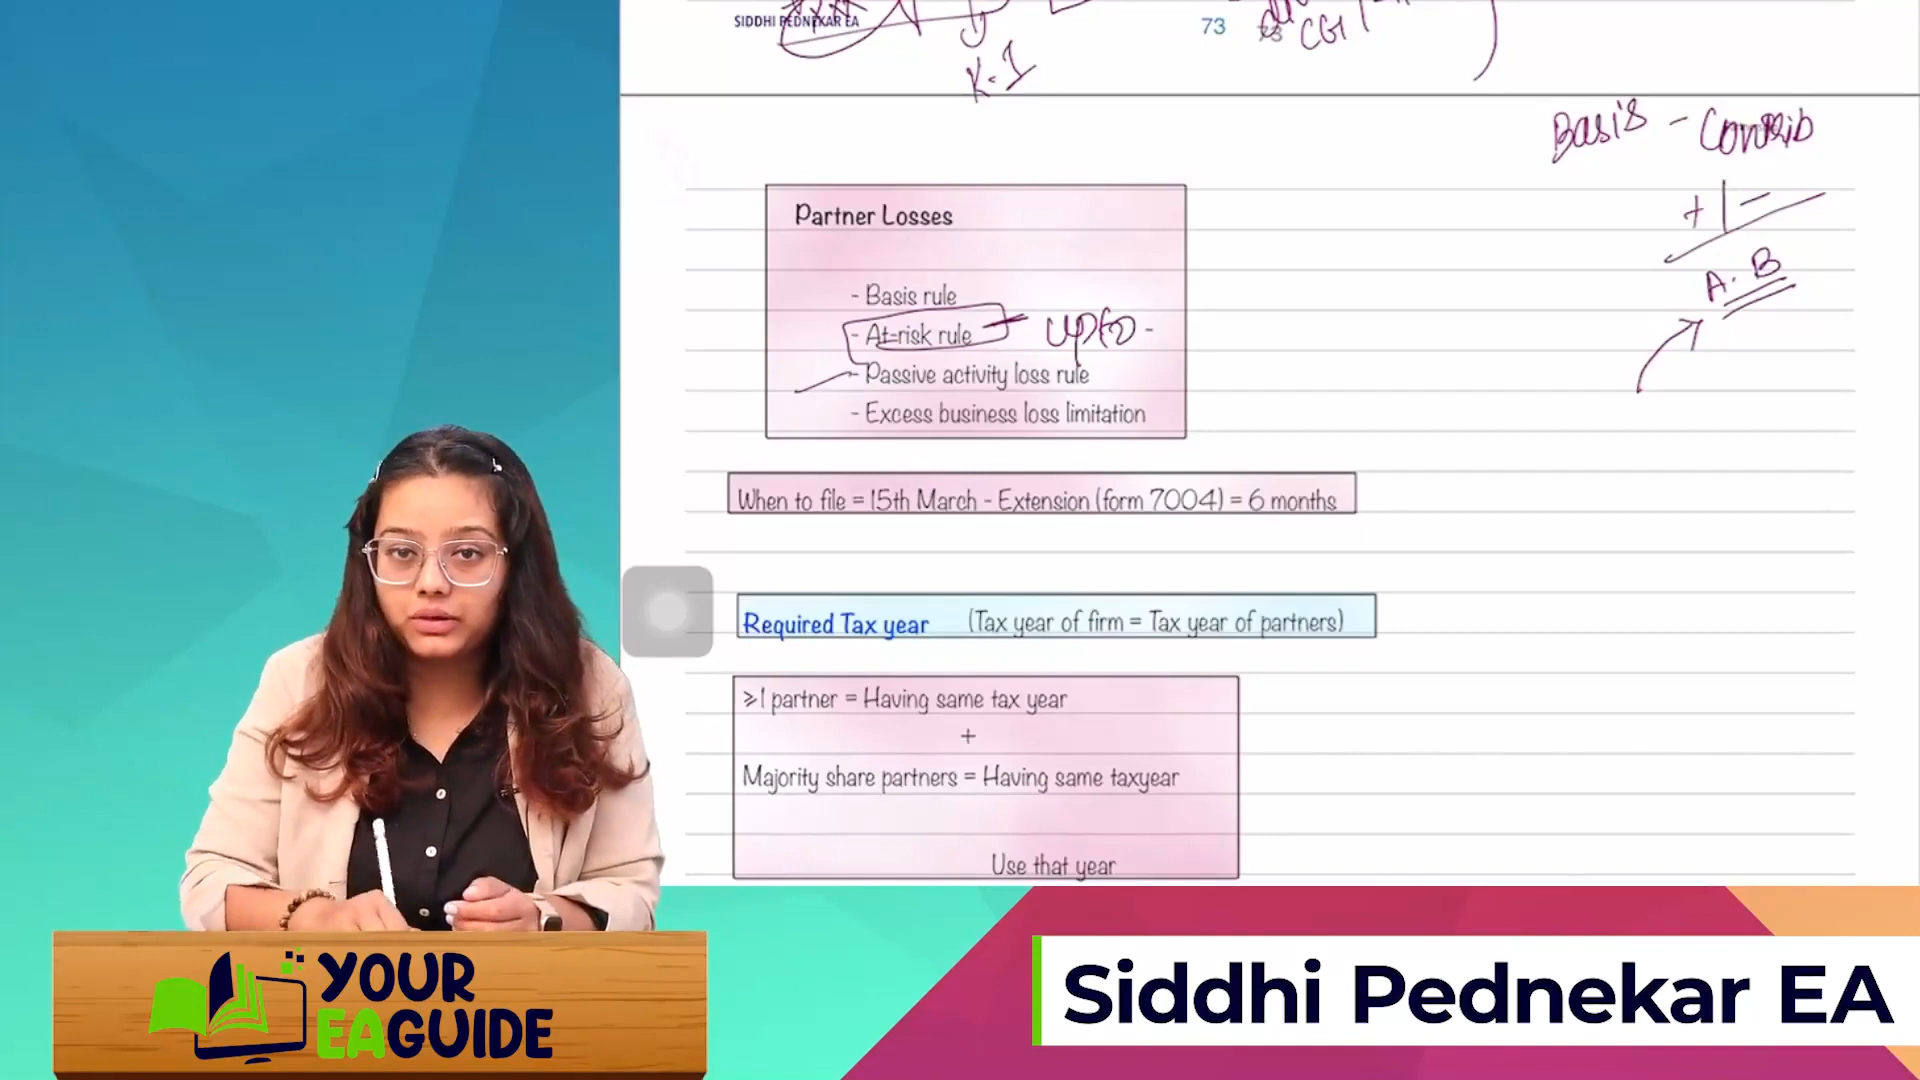 SIDDHI PEDNEKAR EA
73
CG
K-1
Basis - Contrib
+ | -
A.B
Partner Losses
- Basis rule
- At-risk rule - upto -
- Passive activity loss rule
- Excess business loss limitation
When to file = 15th March - Extension (form 7004) = 6 months
Required Tax year (Tax year of firm = Tax year of partners)
≥1 partner = Having same tax year
+
Majority share partners = Having same taxyear
Use that year
YOUR
EAGUIDE
Siddhi Pednekar EA